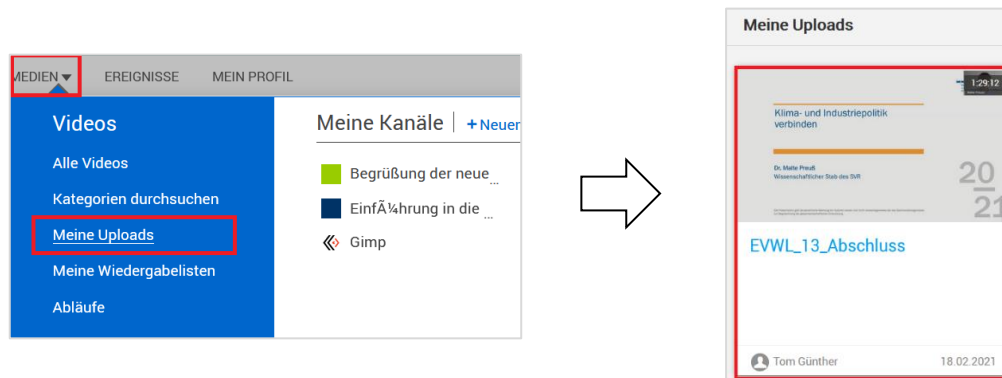 MEDIEN EREIGNISSE MEIN PROFIL
Videos
Alle Videos
Kategorien durchsuchen
Meine Uploads
Meine Wiedergabelisten
Abläufe
Meine Kanäle + Neuer
Begrüßung der neue...
EinfÃ¼hrung in die ...
Gimp
Meine Uploads
1:29:12
Klima- und Industriepolitik
verbinden
Dr. Malte Preuß
Wissenschaftlicher Stab des SVR
20
21
EVWL_13_Abschluss
Tom Günther 18.02.2021